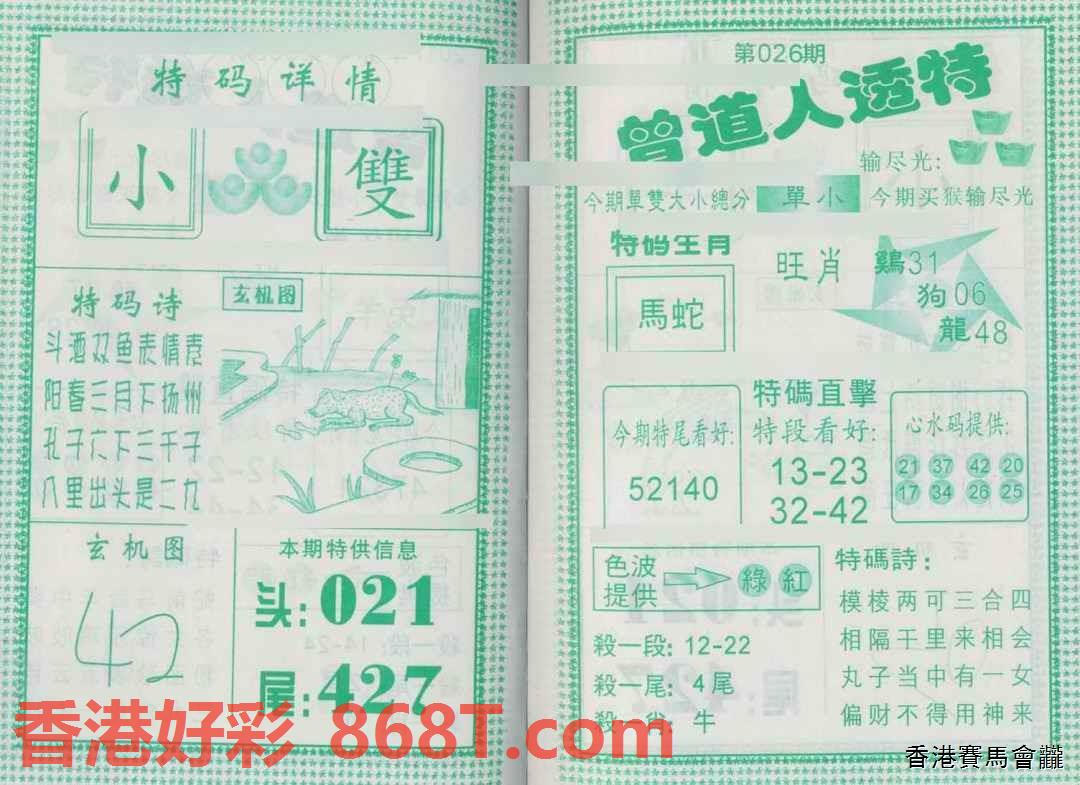 特码详情
小 雙
特码诗
斗酒双鱼表情壳
阳春三月下扬州
孔子六下三千子
八里出头是二九
玄机图
玄机图
42
本期特供信息
头:021
尾:427
第026期
曾道人透特
输尽光:
今期單雙大小總分 單小 今期买猴输尽光
特码生肖
馬蛇
旺肖
鷄31
狗06
龍48
今期特尾看好:
52140
特碼直擊
特段看好:
13-23
32-42
心水码提供:
21 37 42 20
17 34 26 25
色波
提供
綠 紅
殺一段: 12-22
殺一尾: 4尾
殺一肖: 牛
特碼詩:
模棱两可三合四
相隔千里来相会
丸子当中有一女
偏财不得用神来
香港好彩 868T.com
香港賽馬會